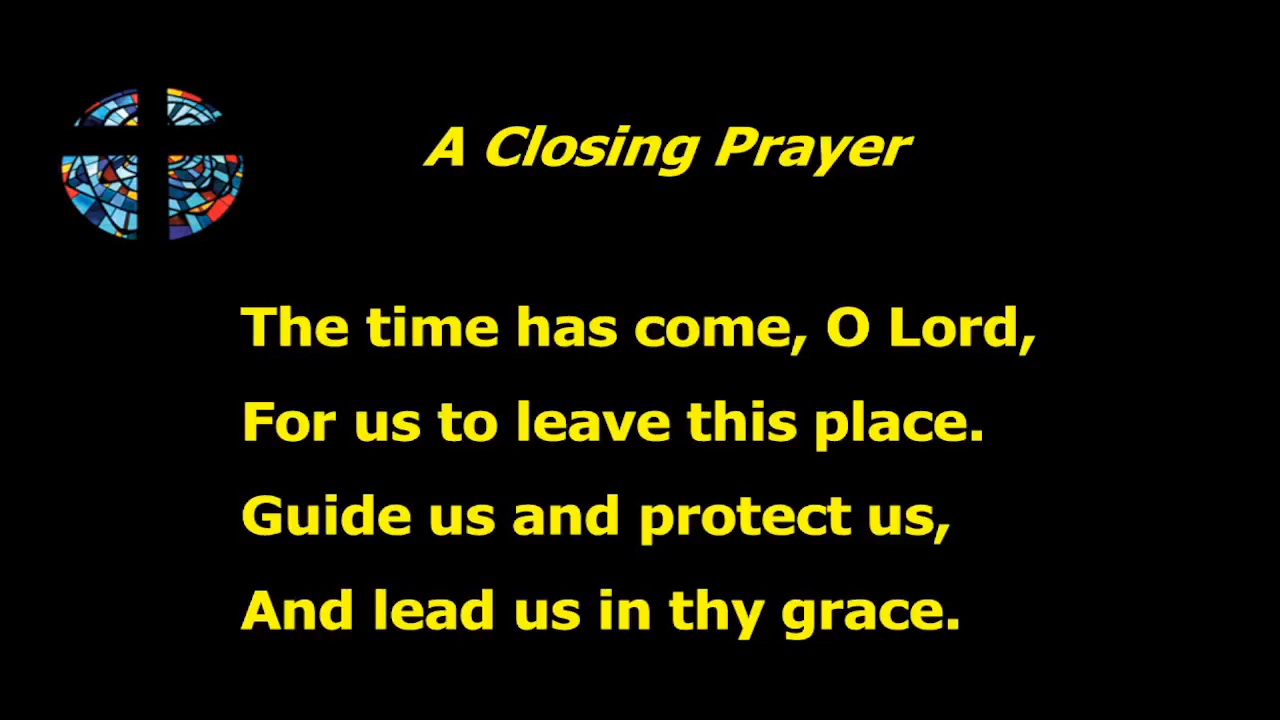 A Closing Prayer
The time has come, O Lord,
For us to leave this place.
Guide us and protect us,
And lead us in thy grace.